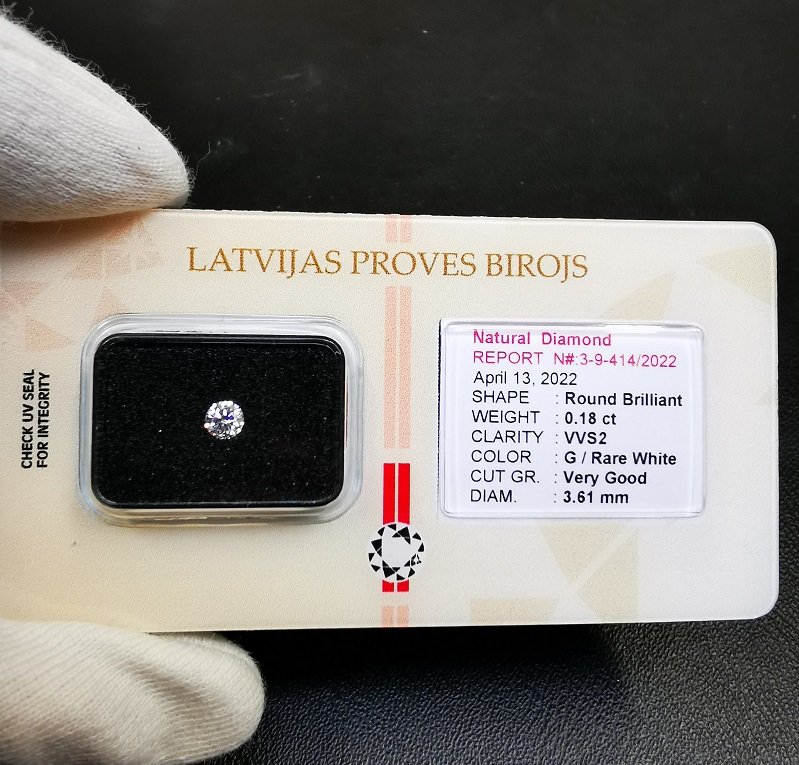 LATVIJAS PROVES BIROJS
CHECK UV SEAL
FOR INTEGRITY
Natural Diamond
REPORT N#:3-9-414/2022
April 13, 2022
SHAPE : Round Brilliant
WEIGHT : 0.18 ct
CLARITY : VVS2
COLOR : G / Rare White
CUT GR. : Very Good
DIAM. : 3.61 mm